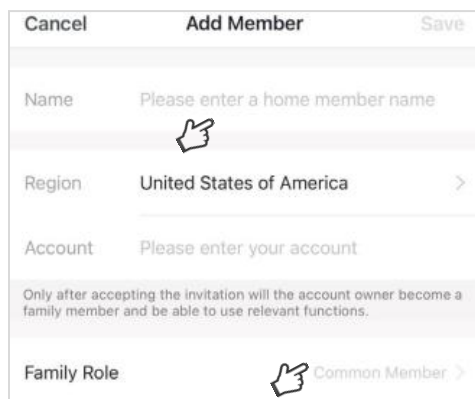 Cancel Add Member Save
Name Please enter a home member name
Region United States of America >
Account Please enter your account
Only after accepting the invitation will the account owner become a
family member and be able to use relevant functions.
Family Role Common Member >